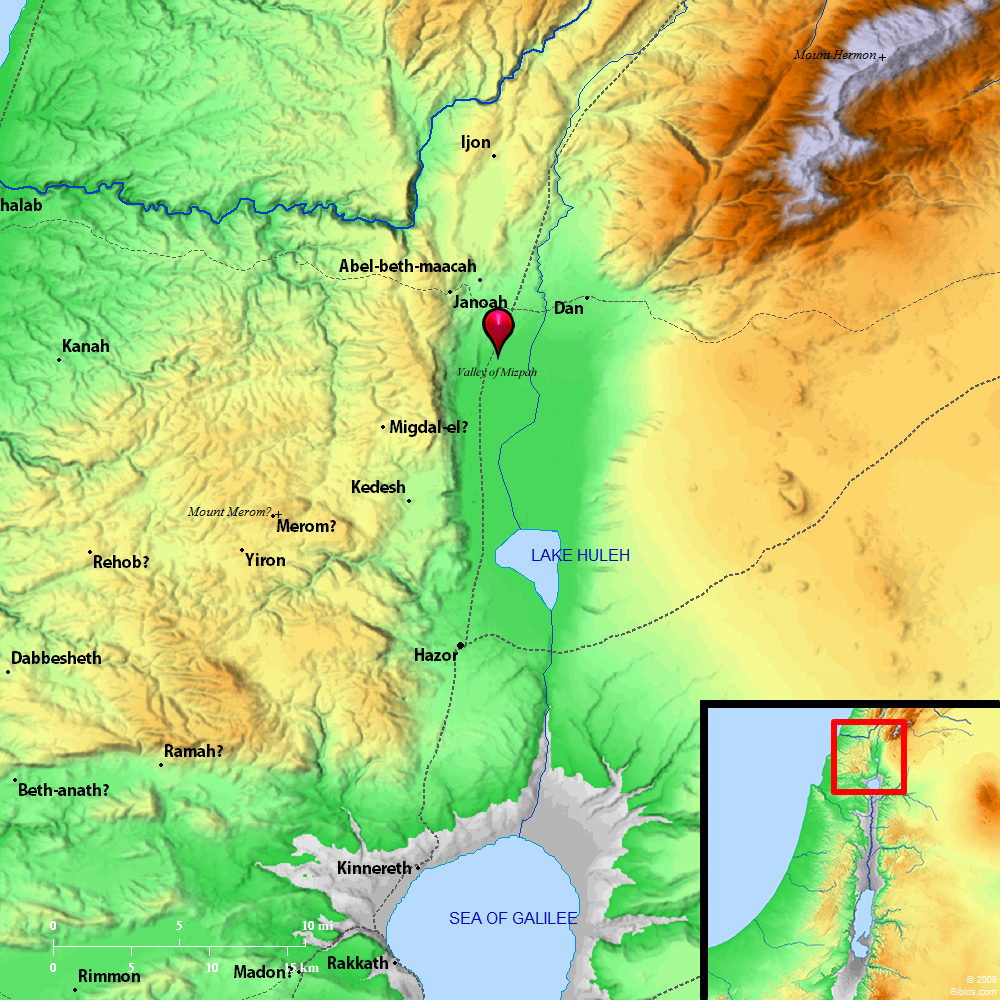 Mount Hermon
Ijon
halab
Abel-beth-maacah
Janoah
Dan
Kanah
Valley of Mizpah
Migdal-el?
Kedesh
Mount Merom?
Merom?
LAKE HULEH
Rehob?
Yiron
Hazor
Dabbesheth
Ramah?
Beth-anath?
Kinnereth
SEA OF GALILEE
0 5 10 mi
0 5 10 15 km
Rakkath
Madon?
Rimmon
© 2008
Biblos.com